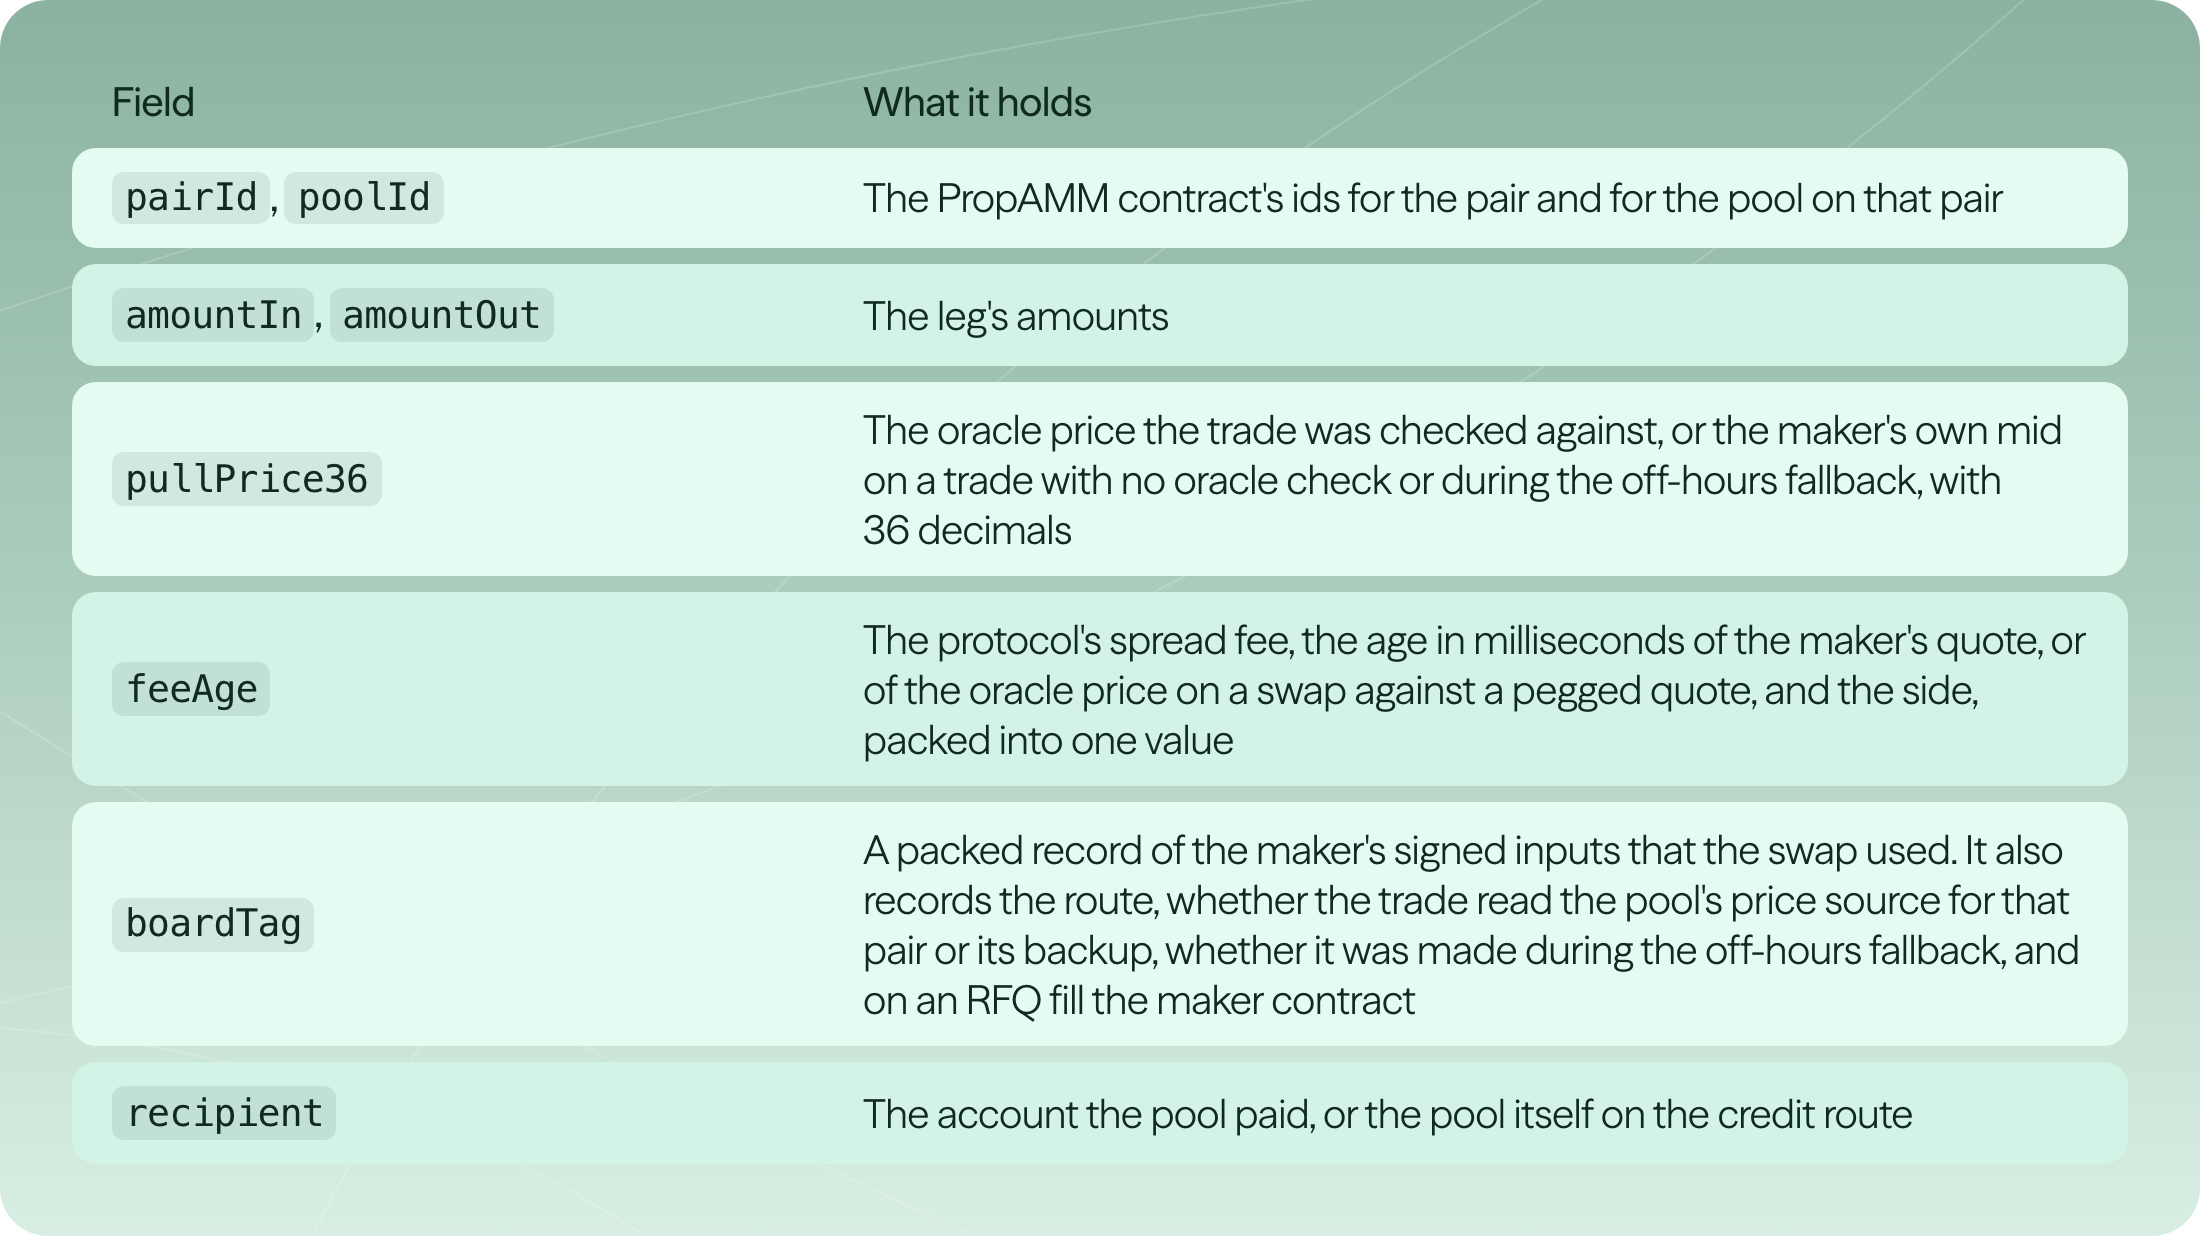 Field What it holds
pairId, poolId The PropAMM contract's ids for the pair and for the pool on that pair
amountIn, amountOut The leg's amounts
pullPrice36 The oracle price the trade was checked against, or the maker's own mid
on a trade with no oracle check or during the off-hours fallback, with
36 decimals
feeAge The protocol's spread fee, the age in milliseconds of the maker's quote, or
of the oracle price on a swap against a pegged quote, and the side,
packed into one value
boardTag A packed record of the maker's signed inputs that the swap used. It also
records the route, whether the trade read the pool's price source for that
pair or its backup, whether it was made during the off-hours fallback, and
on an RFQ fill the maker contract
recipient The account the pool paid, or the pool itself on the credit route